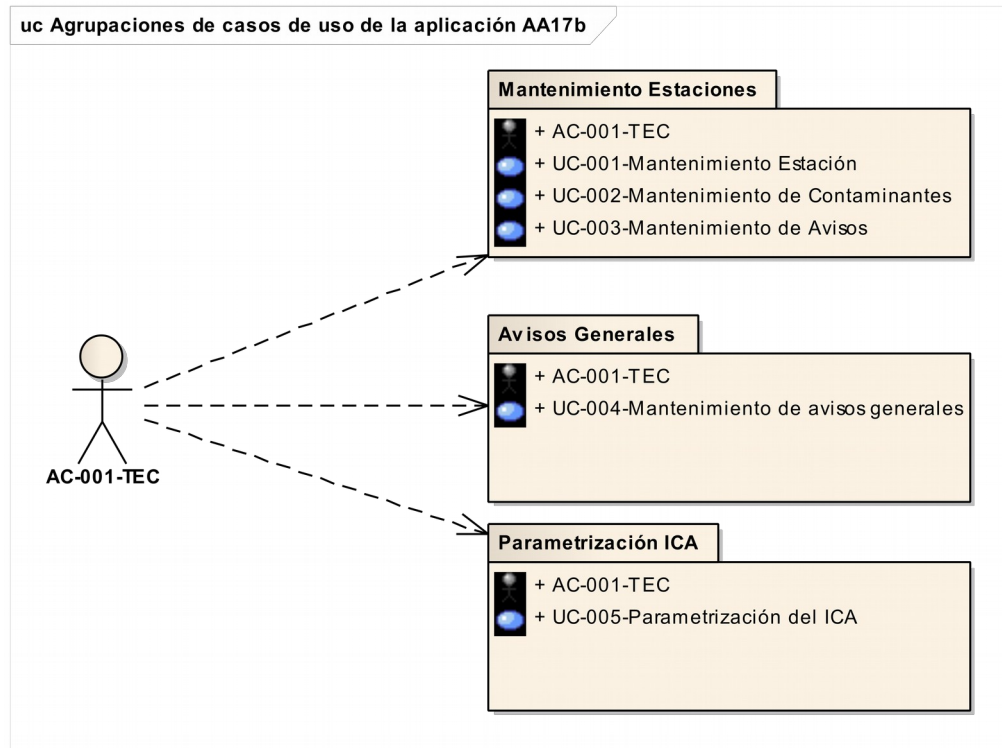 uc Agrupaciones de casos de uso de la aplicación AA17b
Mantenimiento Estaciones
+ AC-001-TEC
+ UC-001-Mantenimiento Estación
+ UC-002-Mantenimiento de Contaminantes
+ UC-003-Mantenimiento de Avisos
Avisos Generales
+ AC-001-TEC
+ UC-004-Mantenimiento de avisos generales
AC-001-TEC
Parametrización ICA
+ AC-001-TEC
+ UC-005-Parametrización del ICA